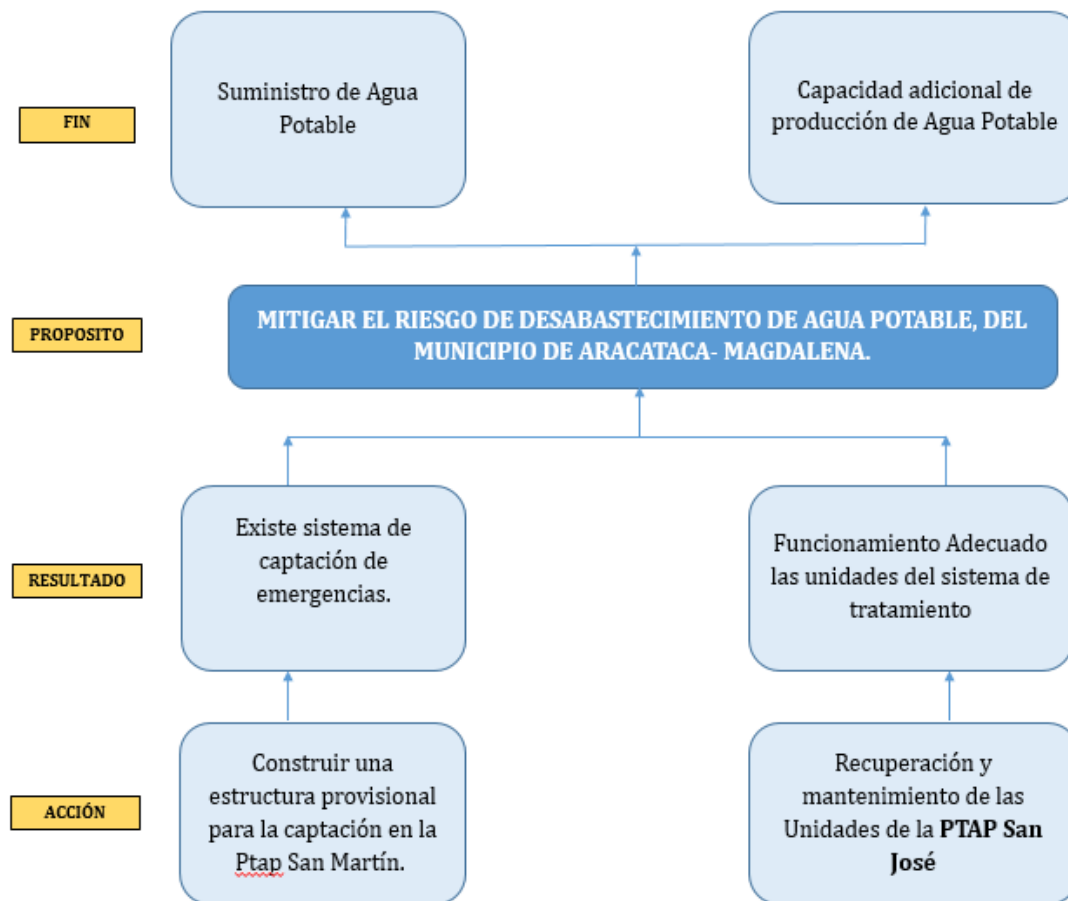 FIN
Suministro de Agua
Potable
Capacidad adicional de
producción de Agua Potable
PROPOSITO
MITIGAR EL RIESGO DE DESABASTECIMIENTO DE AGUA POTABLE, DEL
MUNICIPIO DE ARACATACA- MAGDALENA.
RESULTADO
Existe sistema de
captación de
emergencias.
Funcionamiento Adecuado
las unidades del sistema de
tratamiento
ACCIÓN
Construir una
estructura provisional
para la captación en la
Ptap San Martín.
Recuperación y
mantenimiento de las
Unidades de la PTAP San
José